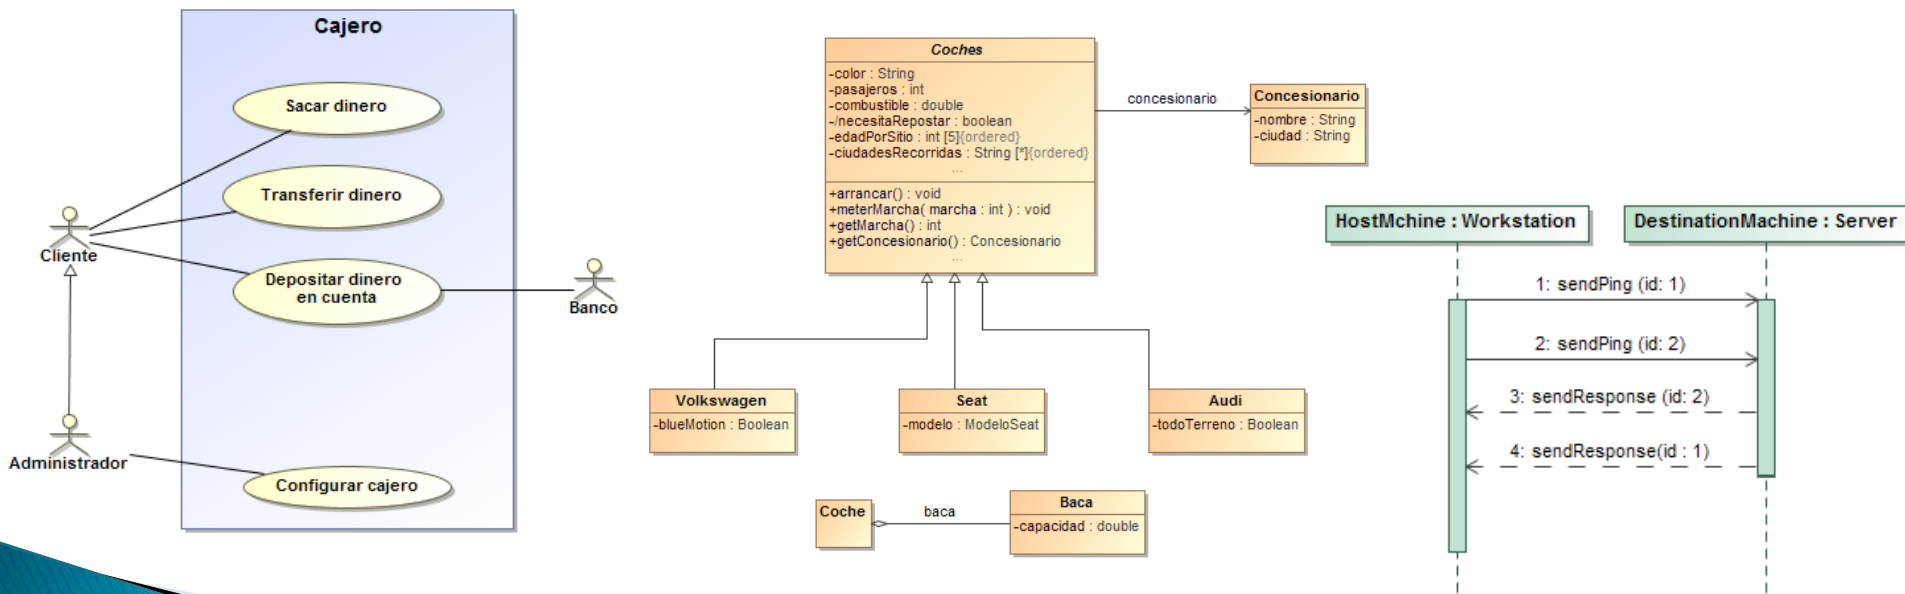 Cajero
Sacar dinero
Transferir dinero
Cliente
Depositar dinero
en cuenta
Banco
Administrador
Configurar cajero
Coches
-color : String
-pasajeros : int
-combustible : double
-/necesitaRepostar : boolean
-edadPorSitio : int [5]{ordered}
-ciudadesRecorridas : String [*]{ordered}
...
+arrancar() : void
+meterMarcha( marcha : int ) : void
+getMarcha() : int
+getConcesionario() : Concesionario
...
concesionario
Concesionario
-nombre : String
-ciudad : String
Volkswagen
-blueMotion : Boolean
Seat
-modelo : ModeloSeat
Audi
-todoTerreno : Boolean
Coche
baca
Baca
-capacidad : double
HostMchine : Workstation
DestinationMachine : Server
1: sendPing (id: 1)
2: sendPing (id: 2)
3: sendResponse (id: 2)
4: sendResponse(id : 1)